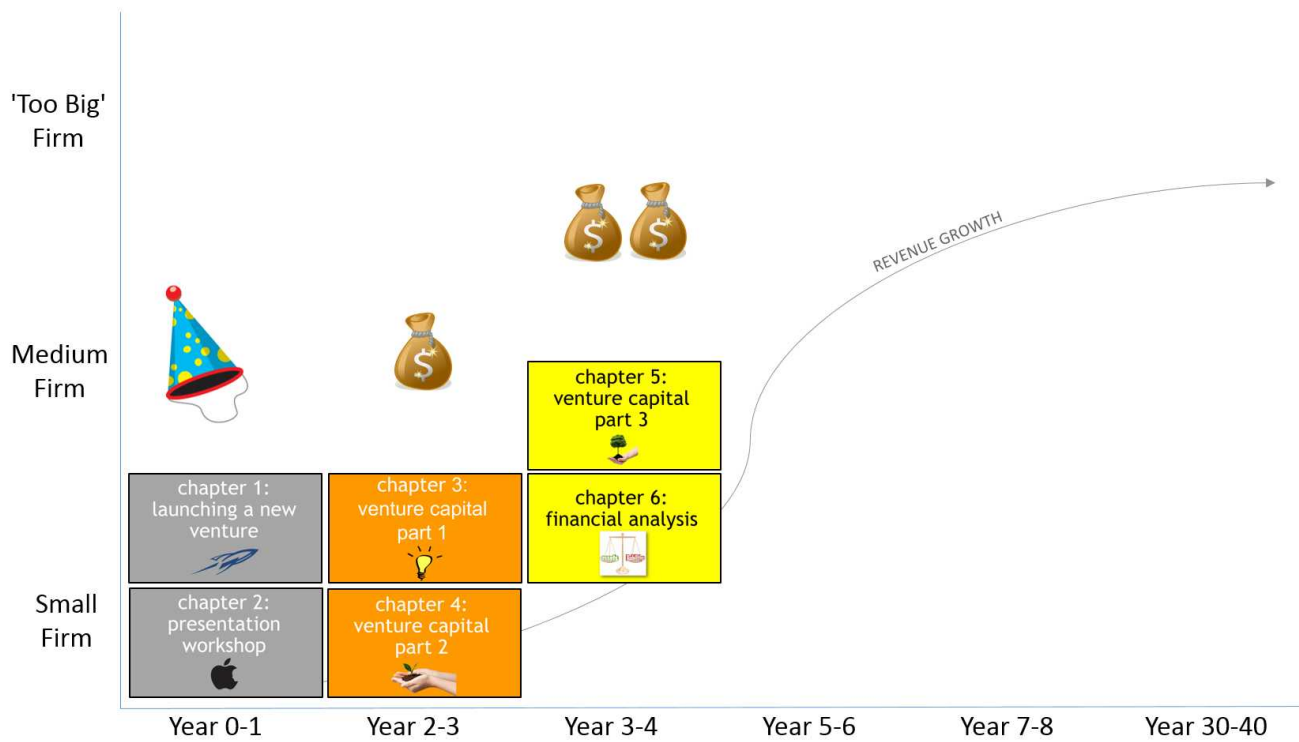 'Too Big'
Firm
REVENUE GROWTH
$
$
$
Medium
Firm
chapter 5:
venture capital
part 3
chapter 1:
launching a new
venture
chapter 3:
venture capital
part 1
chapter 6:
financial analysis
Small
Firm
chapter 2:
presentation
workshop
chapter 4:
venture capital
part 2
Year 0-1
Year 2-3
Year 3-4
Year 5-6
Year 7-8
Year 30-40